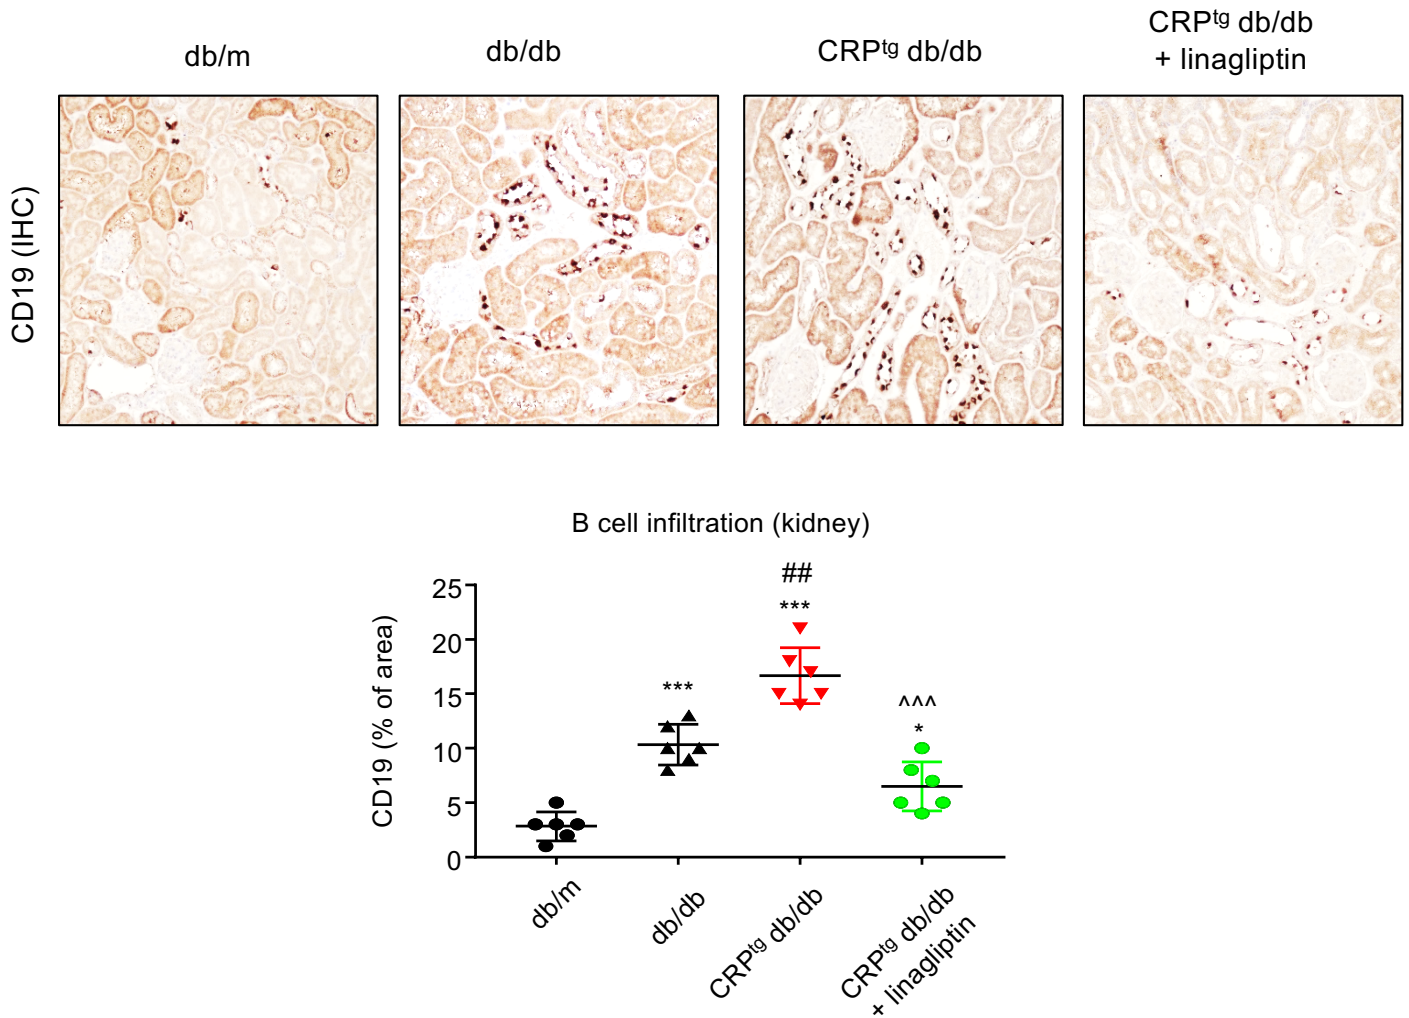 db/m
db/db
CRPtg db/db
CRPtg db/db
+ linagliptin
CD19 (IHC)
B cell infiltration (kidney)
CD19 (% of area)
25
20
15
10
5
0
***
##
***
^^^
*
db/m
db/db
CRPtg db/db
CRPtg db/db
+ linagliptin